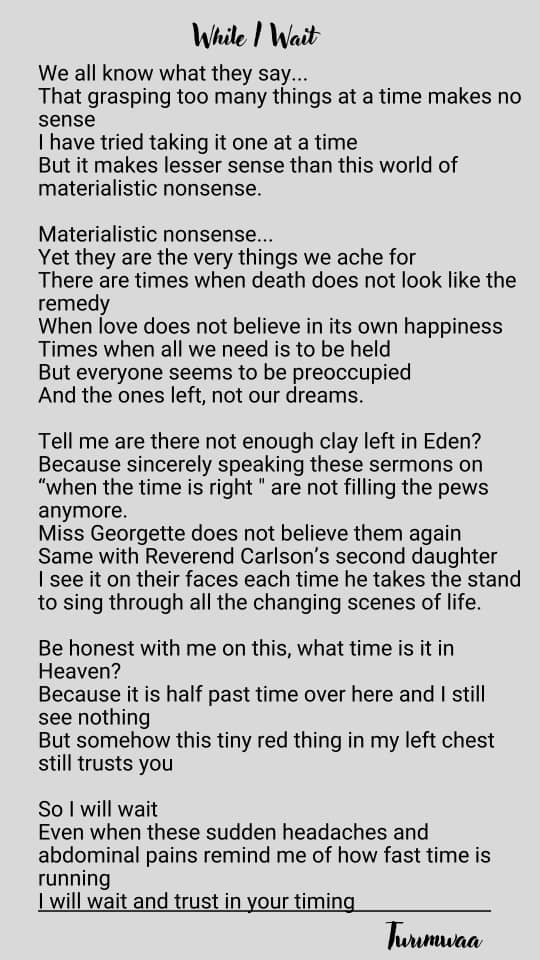 While I Wait
We all know what they say...
That grasping too many things at a time makes no
sense
I have tried taking it one at a time
But it makes lesser sense than this world of
materialistic nonsense.
Materialistic nonsense...
Yet they are the very things we ache for
There are times when death does not look like the
remedy
When love does not believe in its own happiness
Times when all we need is to be held
But everyone seems to be preoccupied
And the ones left, not our dreams.
Tell me are there not enough clay left in Eden?
Because sincerely speaking these sermons on
“when the time is right " are not filling the pews
anymore.
Miss Georgette does not believe them again
Same with Reverend Carlson’s second daughter
I see it on their faces each time he takes the stand
to sing through all the changing scenes of life.
Be honest with me on this, what time is it in
Heaven?
Because it is half past time over here and I still
see nothing
But somehow this tiny red thing in my left chest
still trusts you
So I will wait
Even when these sudden headaches and
abdominal pains remind me of how fast time is
running
I will wait and trust in your timing
Turumwaa